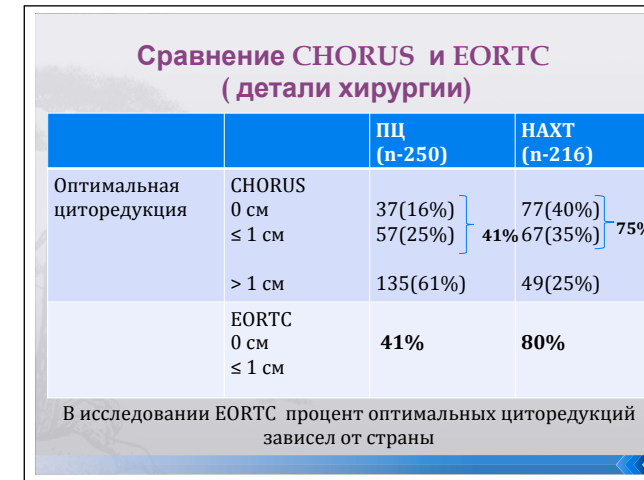 Сравнение CHORUS и EORTC
( детали хирургии)
ПЦ НАХТ
(n-250) (n-216)
Оптимальная CHORUS
циторедукция 0 см 37(16%) 77(40%)
≤ 1 см 57(25%) 41% 67(35%) 75%
> 1 см 135(61%) 49(25%)
EORTC
0 см 41% 80%
≤ 1 см
В исследовании EORTC процент оптимальных циторедукций
зависел от страны